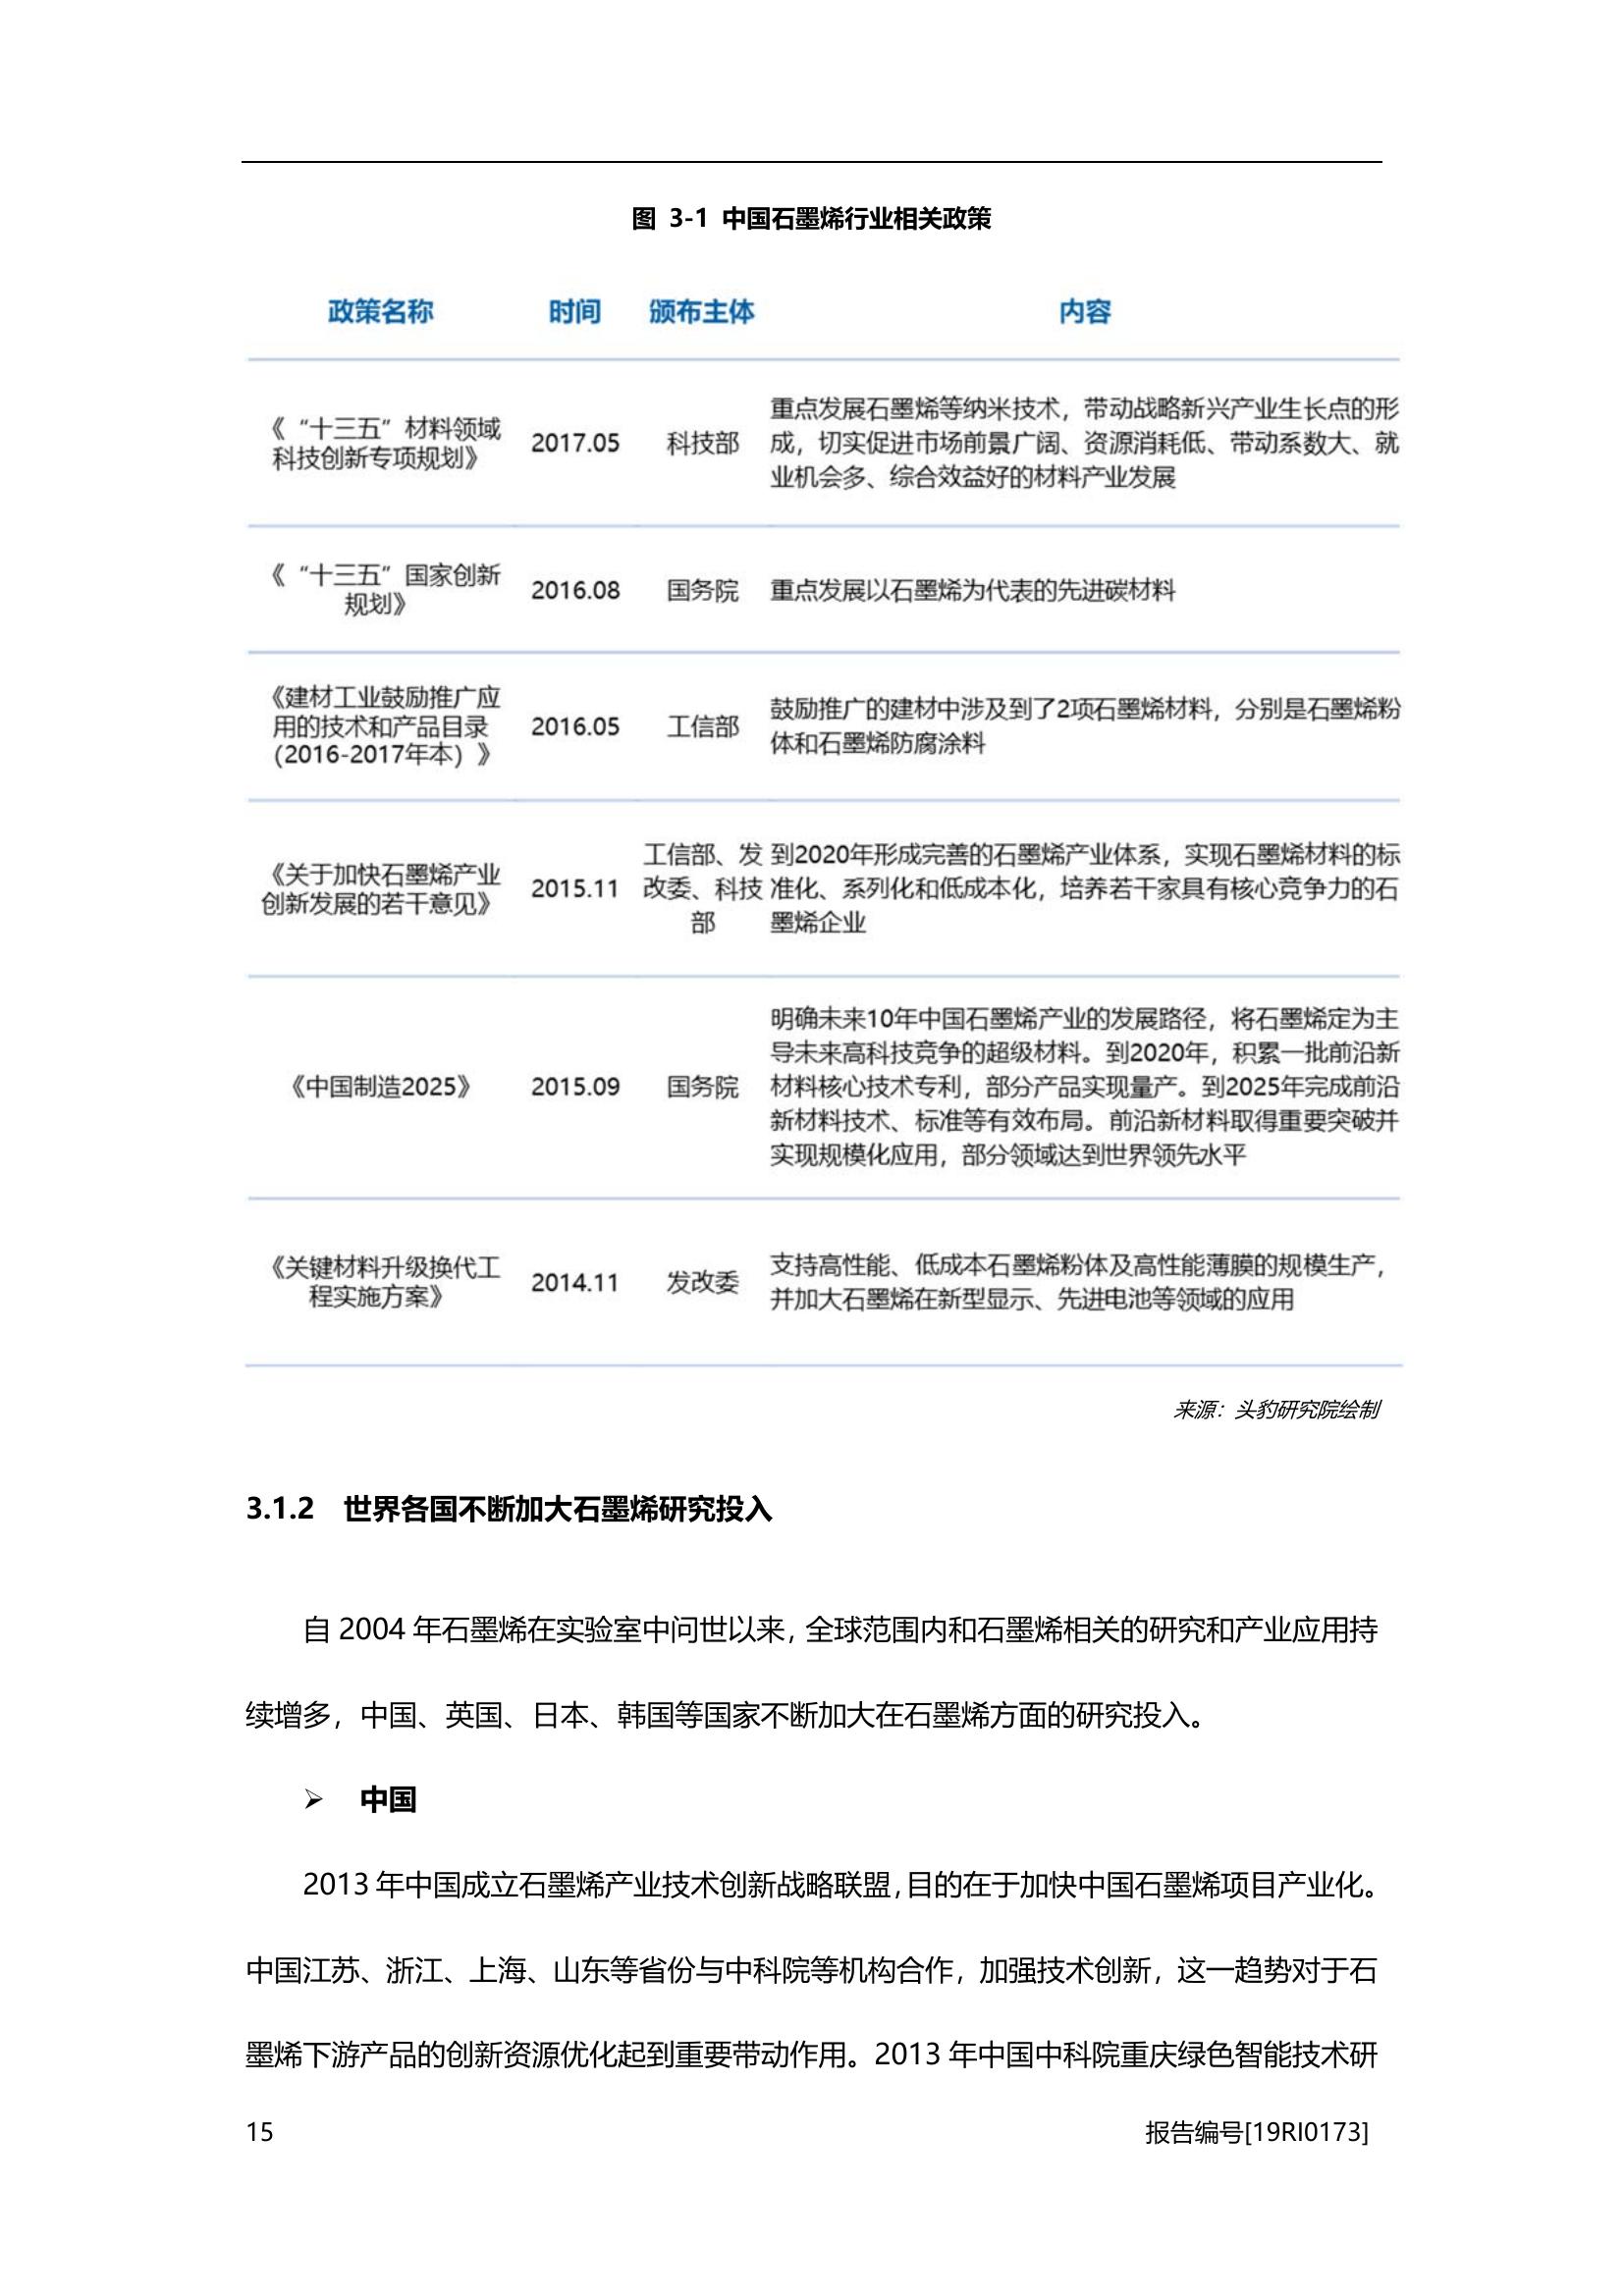 图 3-1 中国石墨烯行业相关政策
政策名称 时间 颁布主体 内容
《“十三五”材料领域
科技创新专项规划》
2017.05
科技部
重点发展石墨烯等纳米技术，带动战略新兴产业生长点的形
成，切实促进市场前景广阔、资源消耗低、带动系数大、就
业机会多、综合效益好的材料产业发展
《“十三五”国家创新
规划》
2016.08
国务院
重点发展以石墨烯为代表的先进碳材料
《建材工业鼓励推广应
用的技术和产品目录
（2016-2017年本）》
2016.05
工信部
鼓励推广的建材中涉及到了2项石墨烯材料，分别是石墨烯粉
体和石墨烯防腐涂料
《关于加快石墨烯产业
创新发展的若干意见》
2015.11
工信部、发
改委、科技
部
到2020年形成完善的石墨烯产业体系，实现石墨烯材料的标
准化、系列化和低成本化，培养若干家具有核心竞争力的石
墨烯企业
《中国制造2025》
2015.09
国务院
明确未来10年中国石墨烯产业的发展路径，将石墨烯定为主
导未来高科技竞争的超级材料。到2020年，积累一批前沿新
材料核心技术专利，部分产品实现量产。到2025年完成前沿
新材料技术、标准等有效布局。前沿新材料取得重要突破并
实现规模化应用，部分领域达到世界领先水平
《关键材料升级换代工
程实施方案》
2014.11
发改委
支持高性能、低成本石墨烯粉体及高性能薄膜的规模生产，
并加大石墨烯在新型显示、先进电池等领域的应用
来源：头豹研究院绘制
3.1.2 世界各国不断加大石墨烯研究投入
自 2004 年石墨烯在实验室中问世以来，全球范围内和石墨烯相关的研究和产业应用持
续增多，中国、英国、日本、韩国等国家不断加大在石墨烯方面的研究投入。
➢ 中国
2013 年中国成立石墨烯产业技术创新战略联盟，目的在于加快中国石墨烯项目产业化。
中国江苏、浙江、上海、山东等省份与中科院等机构合作，加强技术创新，这一趋势对于石
墨烯下游产品的创新资源优化起到重要带动作用。2013 年中国中科院重庆绿色智能技术研
15 报告编号[19RI0173]